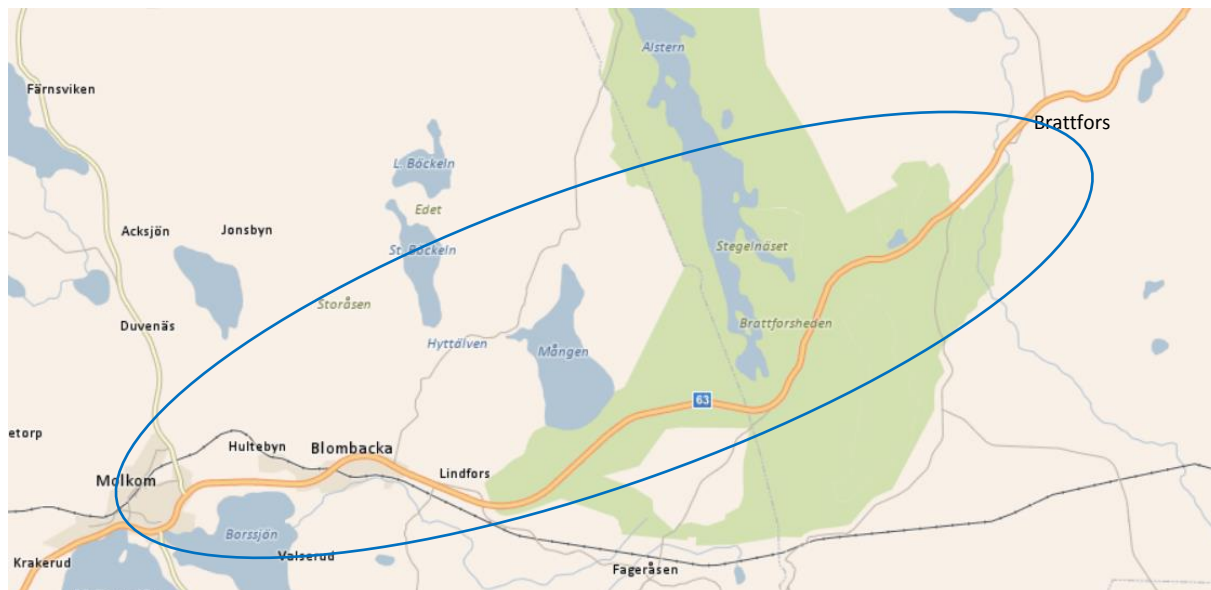 Alstern
Färnsviken
Brattfors
L. Böckeln
Edet
Acksjön
Jonsbyn
Stegelnäset
St. Böckeln
Storåsen
Duvenäs
Brattforsheden
Hyttälven
Mången
63
etorp
Hultebyn
Blombacka
Lindfors
Molkom
Borssjön
Valserud
Krakerud
Fageråsen